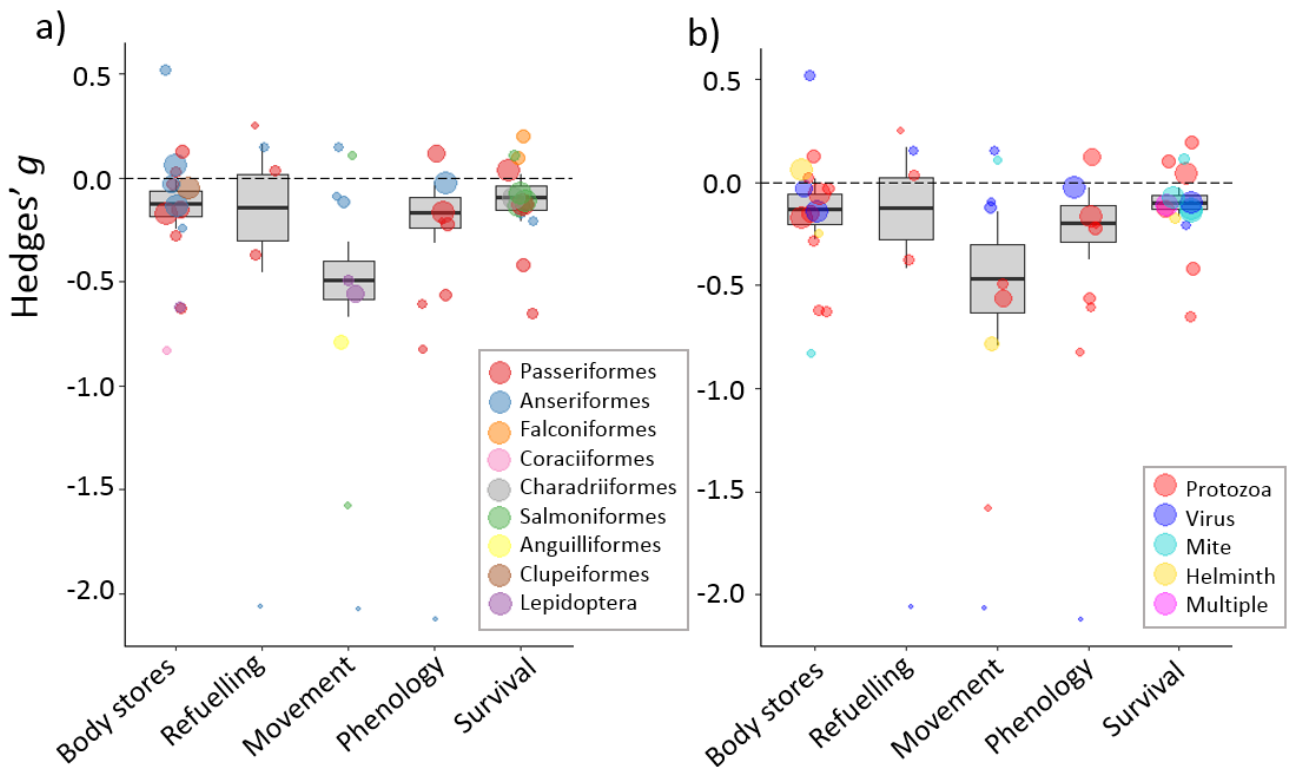 a)
Hedges' g
0.5
0.0
-0.5
-1.0
-1.5
-2.0
Passeriformes
Anseriformes
Falconiformes
Coraciiformes
Charadriiformes
Salmoniformes
Anguilliformes
Clupeiformes
Lepidoptera
Body stores
Refuelling
Movement
Phenology
Survival
b)
0.5
0.0
-0.5
-1.0
-1.5
-2.0
Protozoa
Virus
Mite
Helminth
Multiple
Body stores
Refuelling
Movement
Phenology
Survival